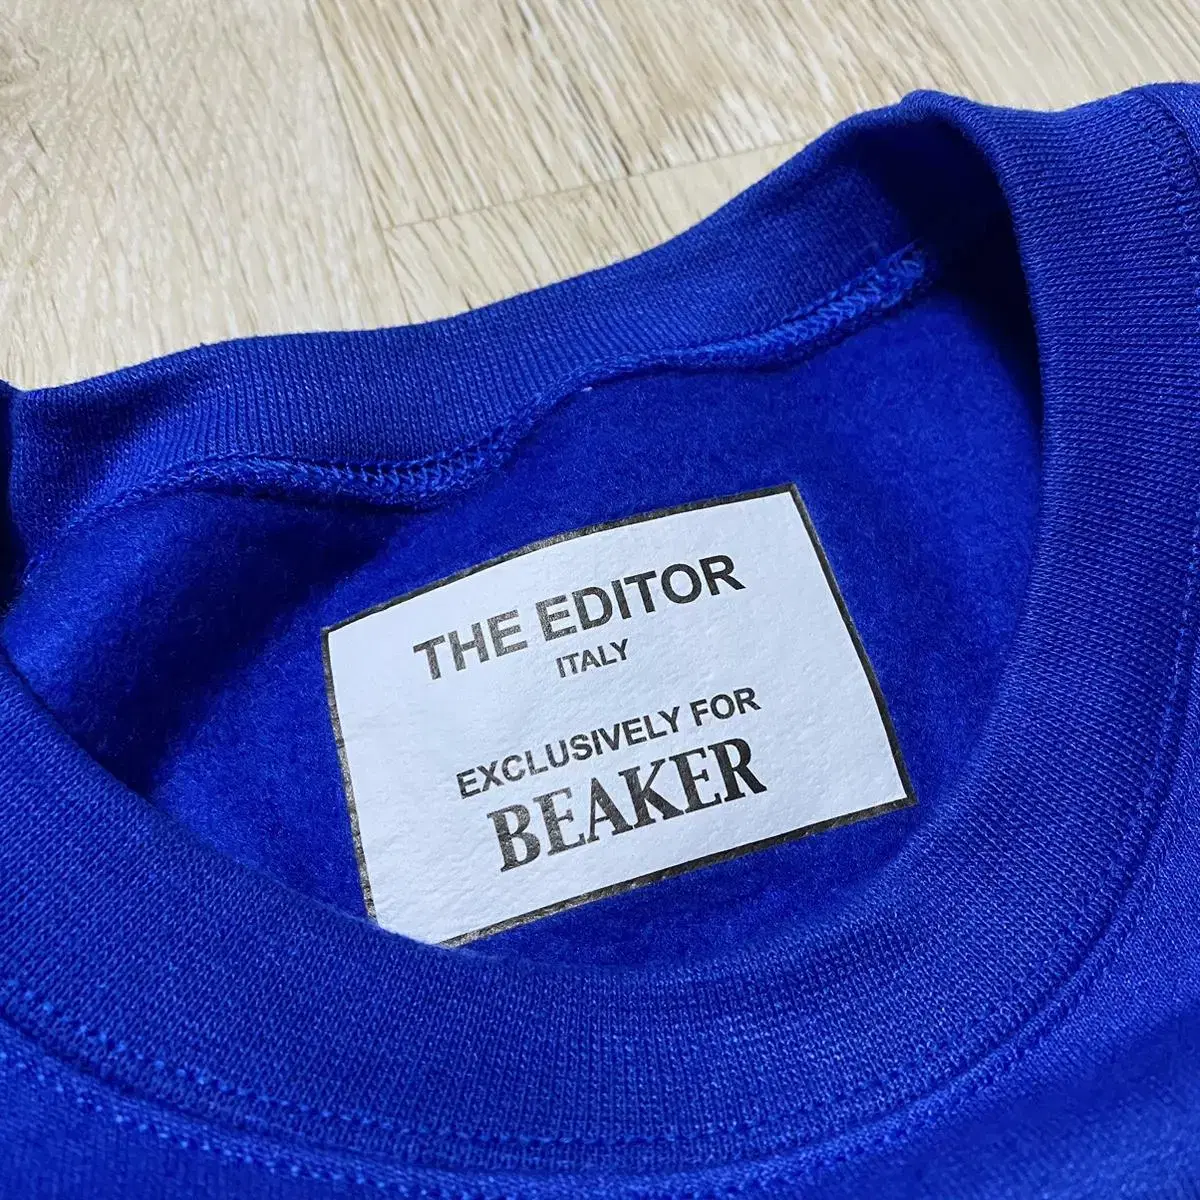 THE EDITOR
ITALY
EXCLUSIVELY FOR
BEAKER